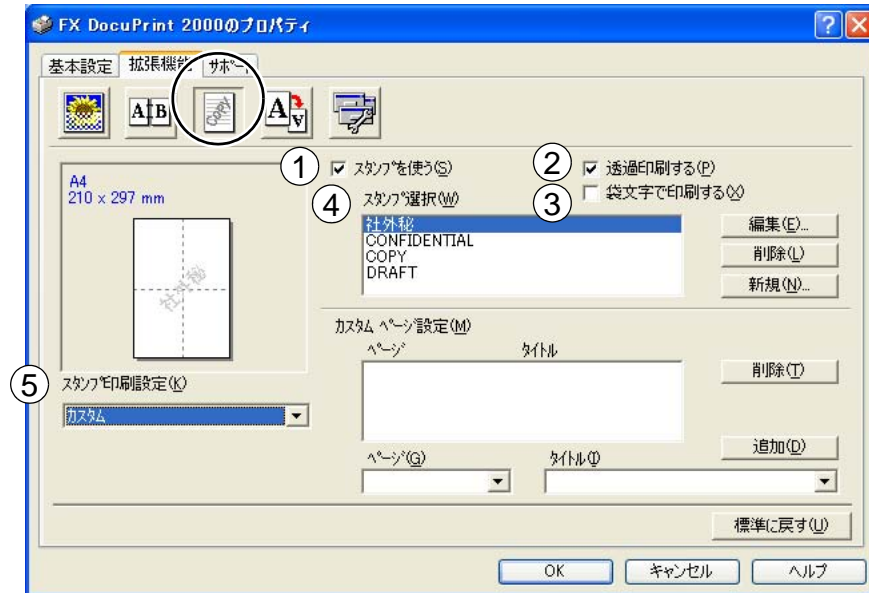 FX DocuPrint 2000のプロパティ
基本設定 拡張機能 サポート
A B COPY A A
① スタンプを使う(S)
② 透過印刷する(P)
③ 袋文字で印刷する(X)
④ スタンプ選択(W)
社外秘
CONFIDENTIAL
COPY
DRAFT
編集(E)...
削除(L)
新規(N)...
A4
210 x 297 mm
社外秘
⑤ スタンプ印刷設定(K)
カスタム
カスタム ページ設定(M)
ページ タイトル
削除(T)
追加(D)
ページ(G) タイトル(I)
標準に戻す(U)
OK キャンセル ヘルプ